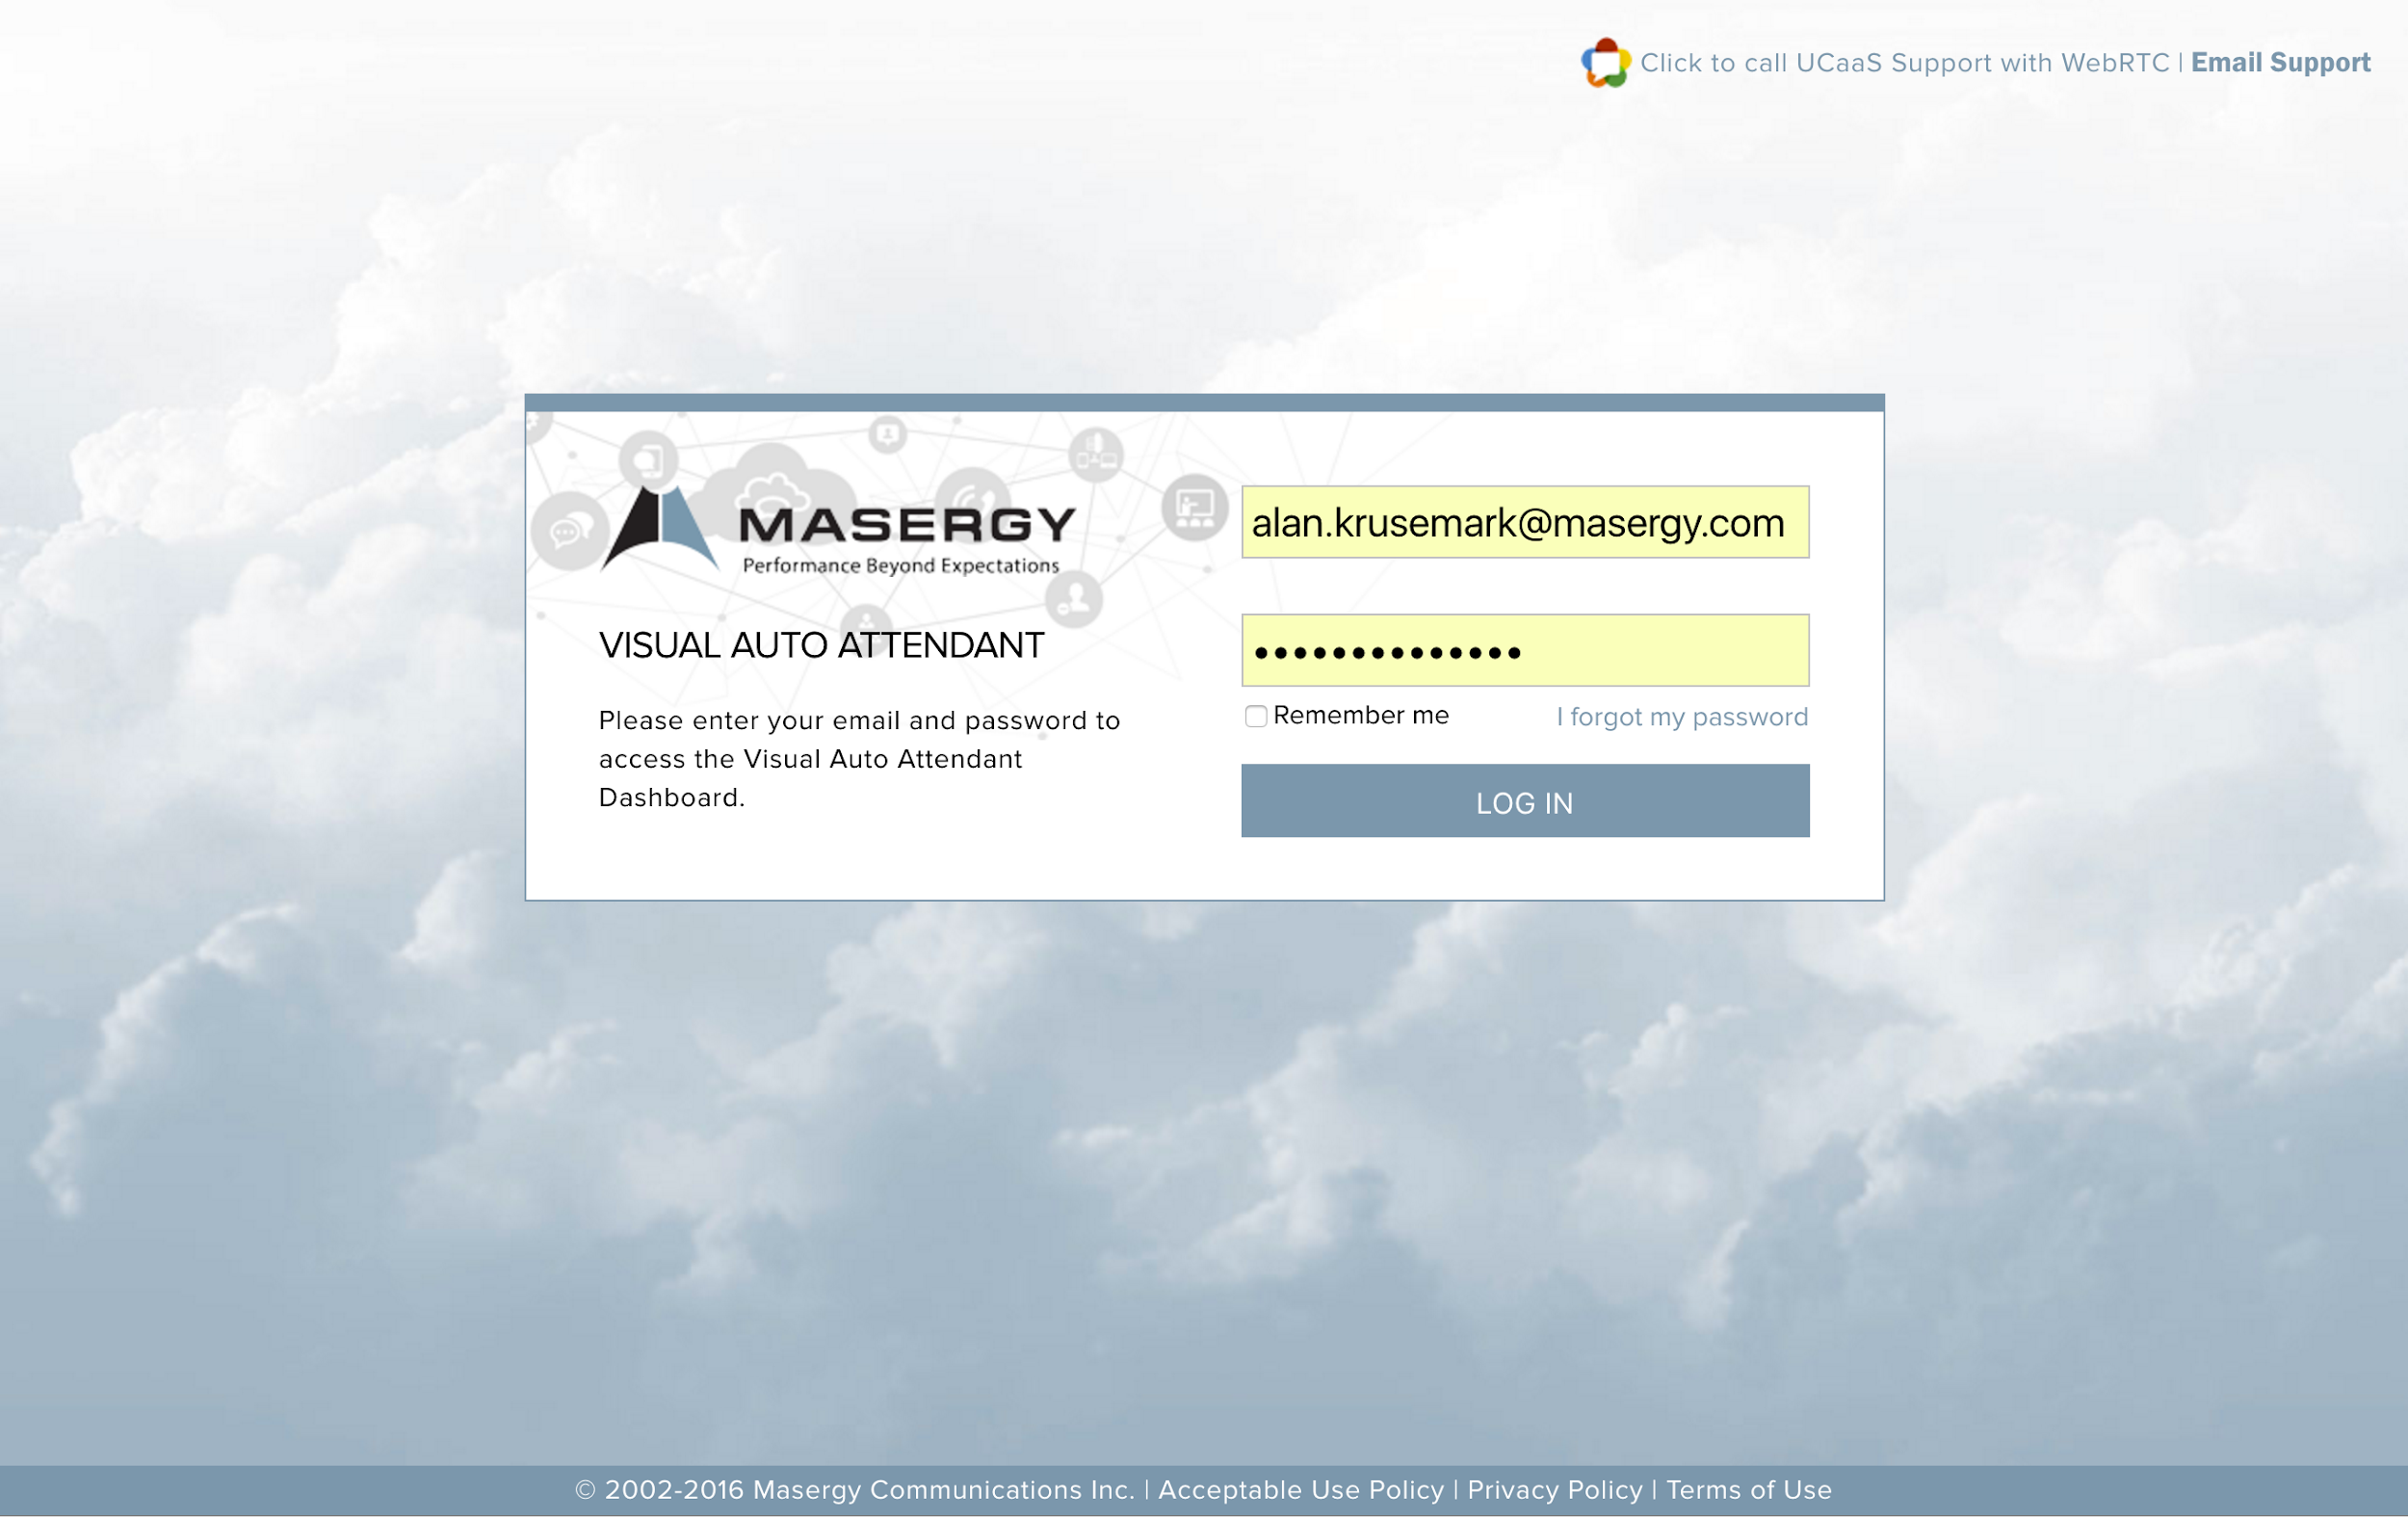 Click to call UCaaS Support with WebRTC | Email Support
MASERGY
Performance Beyond Expectations
VISUAL AUTO ATTENDANT
Please enter your email and password to
access the Visual Auto Attendant
Dashboard.
alan.krusemark@masergy.com
••••••••••••••
Remember me
I forgot my password
LOG IN
© 2002-2016 Masergy Communications Inc. | Acceptable Use Policy | Privacy Policy | Terms of Use